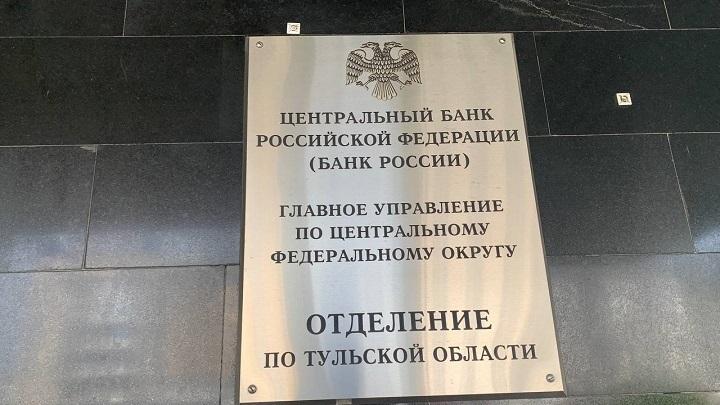 ЦЕНТРАЛЬНЫЙ БАНК
РОССИЙСКОЙ ФЕДЕРАЦИИ
(БАНК РОССИИ)
ГЛАВНОЕ УПРАВЛЕНИЕ
ПО ЦЕНТРАЛЬНОМУ
ФЕДЕРАЛЬНОМУ ОКРУГУ
ОТДЕЛЕНИЕ
ПО ТУЛЬСКОЙ ОБЛАСТИ